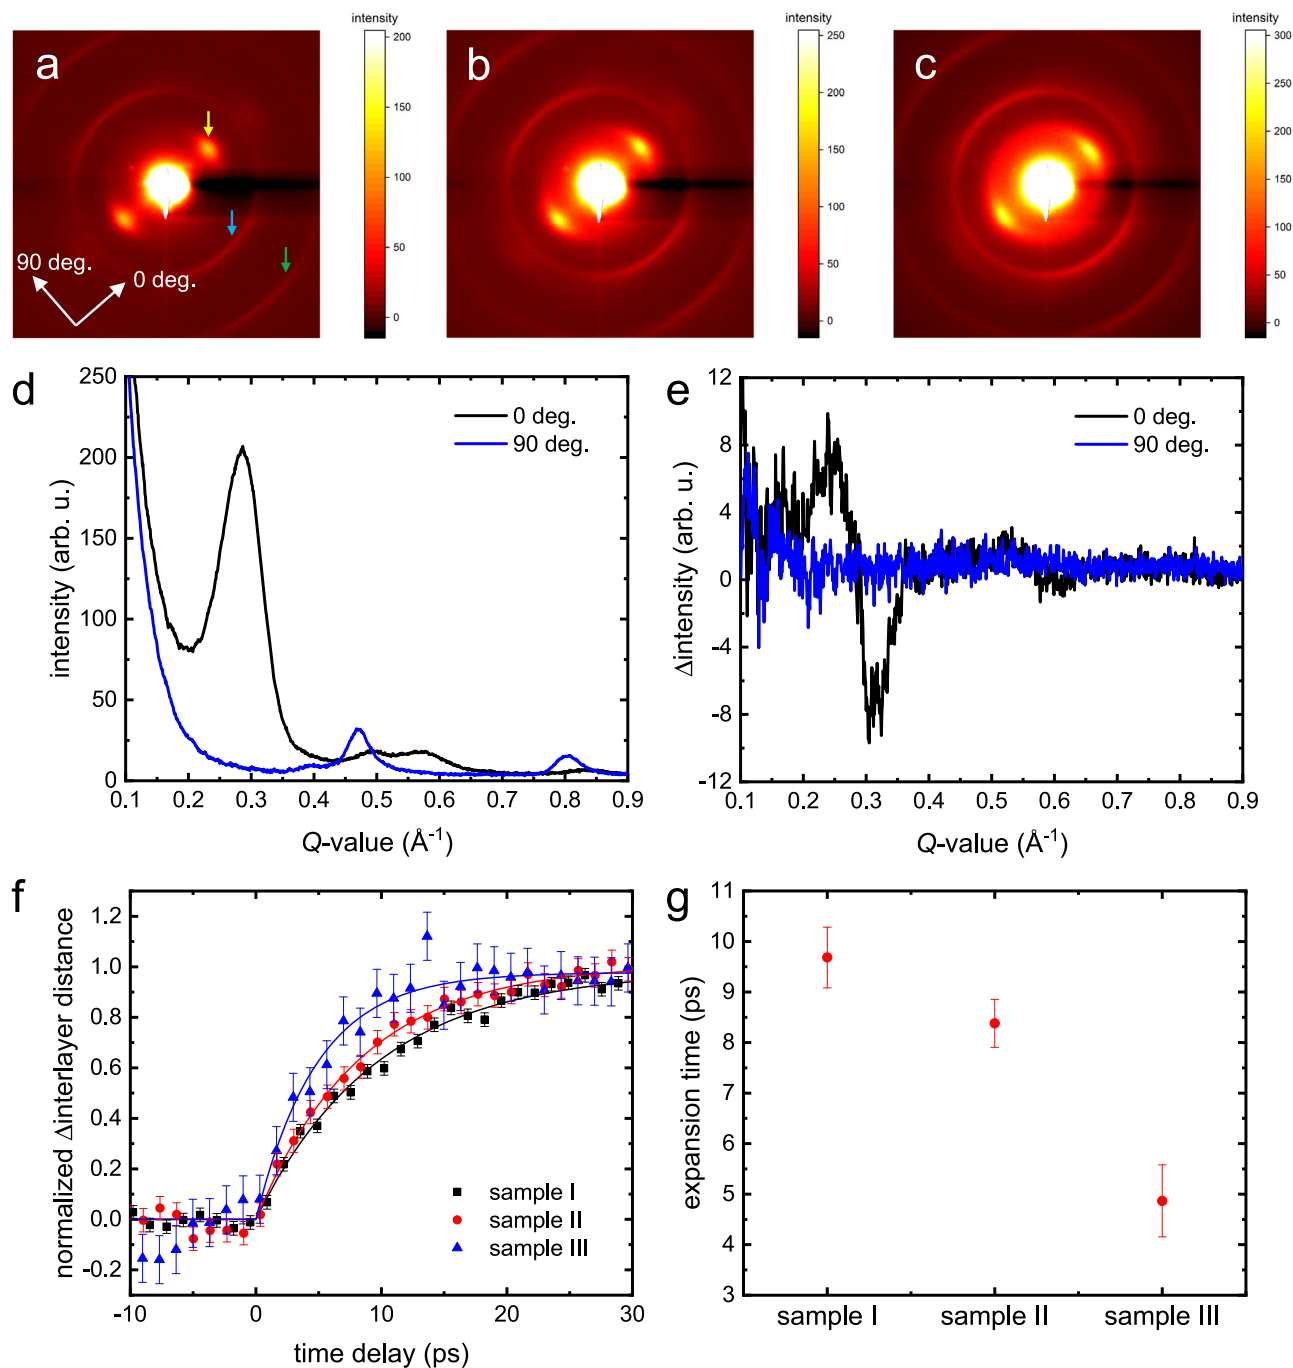 intensity
intensity
intensity
a
b
c
200
150
100
50
0
250
200
150
100
50
0
300
250
200
150
100
50
0
90 deg.
0 deg.
d
250
200
150
100
50
0
intensity (arb. u.)
0 deg.
90 deg.
0.1 0.2 0.3 0.4 0.5 0.6 0.7 0.8 0.9
Q-value (Å⁻¹)
e
12
8
4
0
-4
-8
-12
Δintensity (arb. u.)
0 deg.
90 deg.
0.1 0.2 0.3 0.4 0.5 0.6 0.7 0.8 0.9
Q-value (Å⁻¹)
f
1.2
1.0
0.8
0.6
0.4
0.2
0.0
-0.2
normalized Δinterlayer distance
sample I
sample II
sample III
-10 0 10 20 30
time delay (ps)
g
11
10
9
8
7
6
5
4
3
expansion time (ps)
sample I sample II sample III